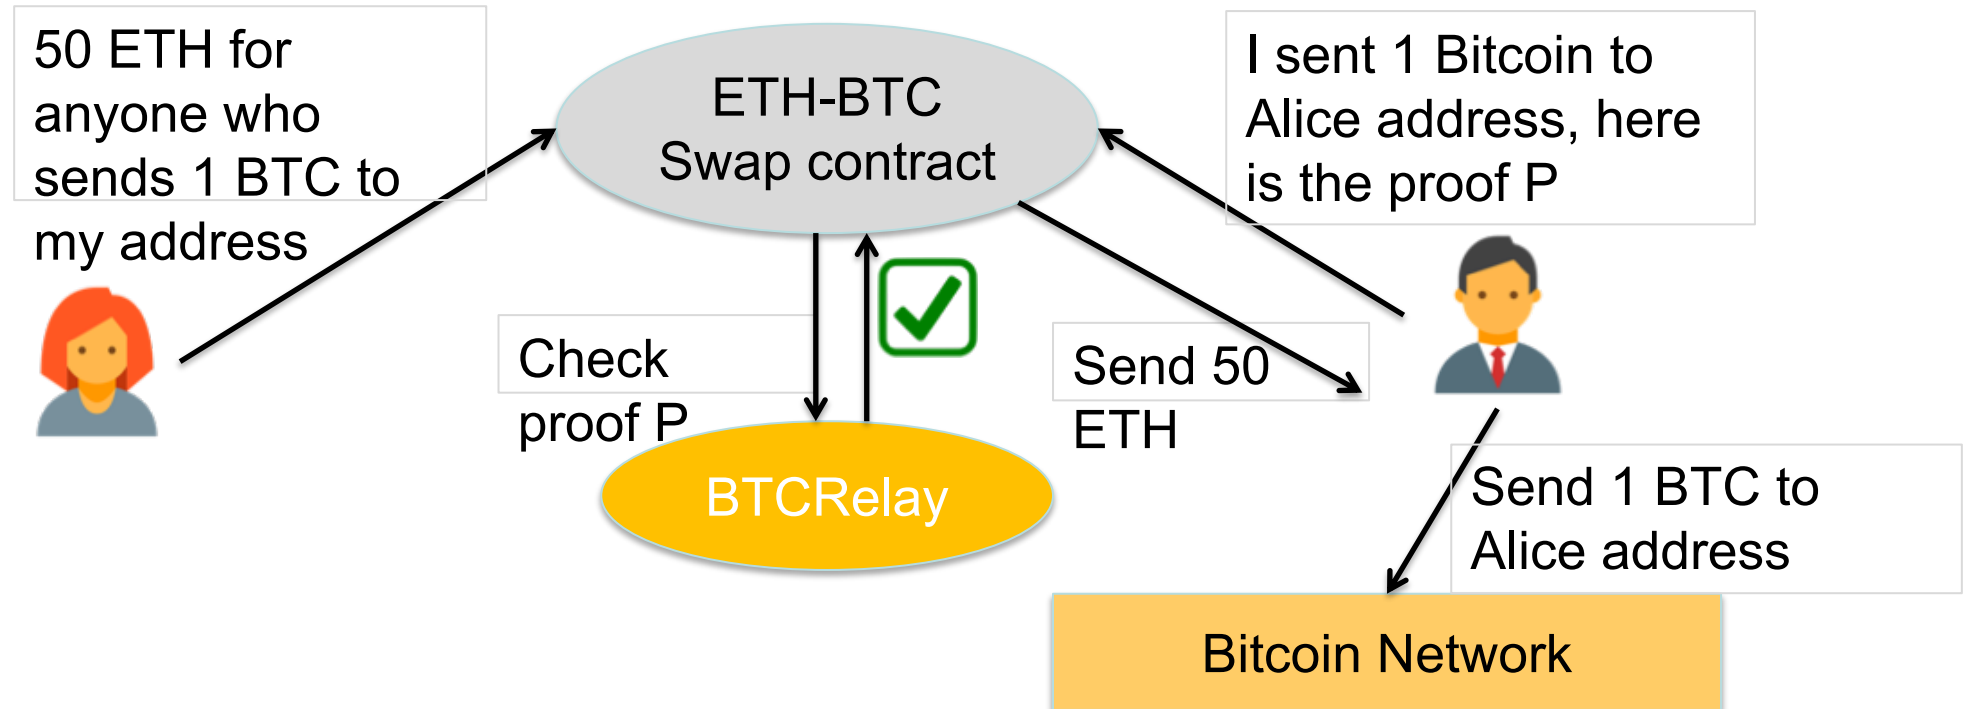 50 ETH for
anyone who
sends 1 BTC to
my address
ETH-BTC
Swap contract
I sent 1 Bitcoin to
Alice address, here
is the proof P
Check
proof P
Send 50
ETH
BTCRelay
Send 1 BTC to
Alice address
Bitcoin Network